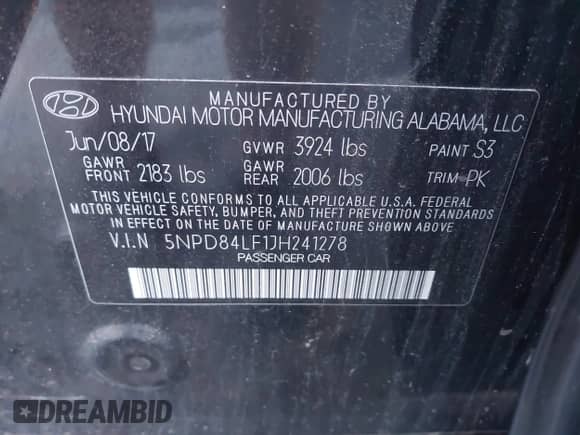 MANUFACTURED BY
HYUNDAI MOTOR MANUFACTURING ALABAMA, LLC
Jun/08/17 GVWR 3924 lbs PAINT S3
GAWR FRONT 2183 lbs GAWR REAR 2006 lbs TRIM PK
THIS VEHICLE CONFORMS TO ALL APPLICABLE U.S.A. FEDERAL
MOTOR VEHICLE SAFETY, BUMPER, AND THEFT PREVENTION STANDARDS
IN EFFECT ON THE DATE OF MANUFACTURE SHOWN ABOVE.
V.I.N 5NPD84LF1JH241278
PASSENGER CAR
DREAMBID